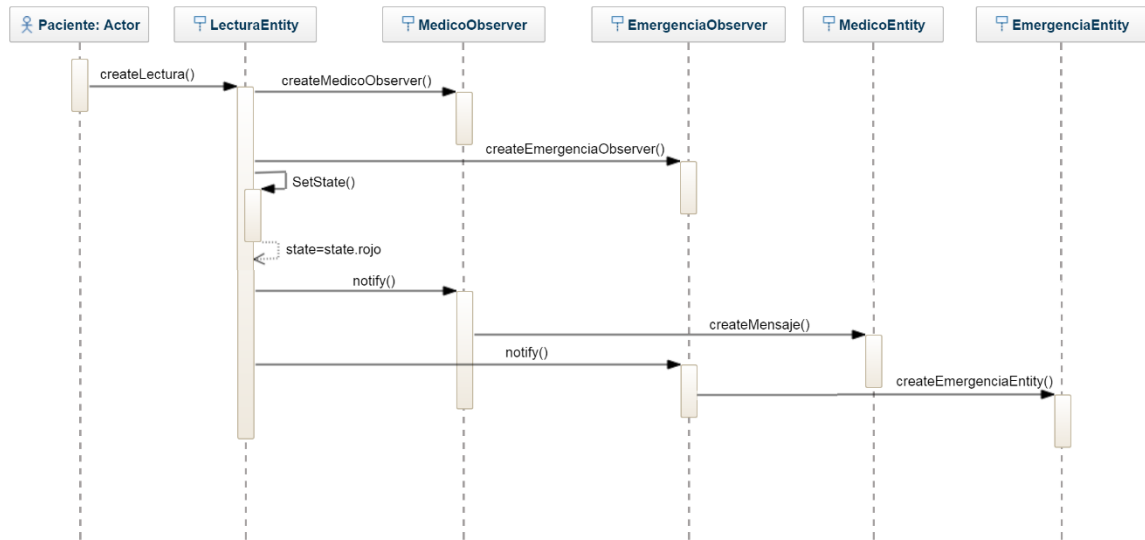 Paciente: Actor
LecturaEntity
MedicoObserver
EmergenciaObserver
MedicoEntity
EmergenciaEntity
createLectura()
createMedicoObserver()
createEmergenciaObserver()
SetState()
state=state.rojo
notify()
createMensaje()
notify()
createEmergenciaEntity()